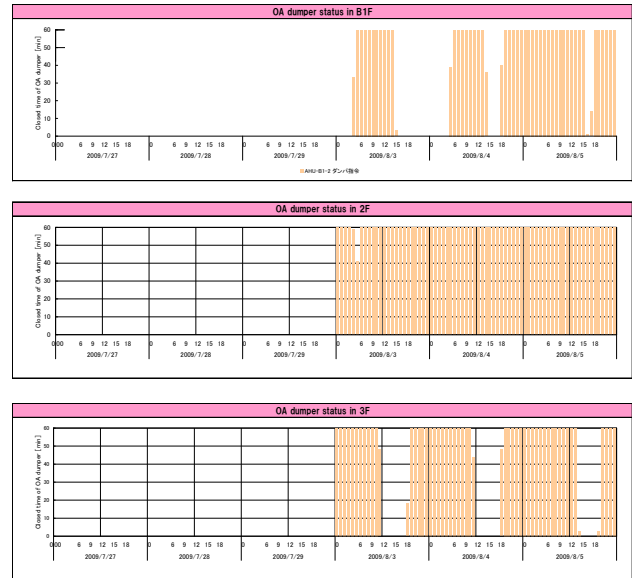 OA dumper status in B1F
Closed time of OA dumper [min]
60
50
40
30
20
10
0
0:00 6 9 12 15 18 0 6 9 12 15 18 0 6 9 12 15 18 0 6 9 12 15 18 0 6 9 12 15 18 0 6 9 12 15 18
2009/7/27 2009/7/28 2009/7/29 2009/8/3 2009/8/4 2009/8/5
AHU-B1-2 ダンパ指令
OA dumper status in 2F
Closed time of OA dumper [min]
60
50
40
30
20
10
0
0:00 6 9 12 15 18 0 6 9 12 15 18 0 6 9 12 15 18 0 6 9 12 15 18 0 6 9 12 15 18 0 6 9 12 15 18
2009/7/27 2009/7/28 2009/7/29 2009/8/3 2009/8/4 2009/8/5
OA dumper status in 3F
Closed time of OA dumper [min]
60
50
40
30
20
10
0
0:00 6 9 12 15 18 0 6 9 12 15 18 0 6 9 12 15 18 0 6 9 12 15 18 0 6 9 12 15 18 0 6 9 12 15 18
2009/7/27 2009/7/28 2009/7/29 2009/8/3 2009/8/4 2009/8/5